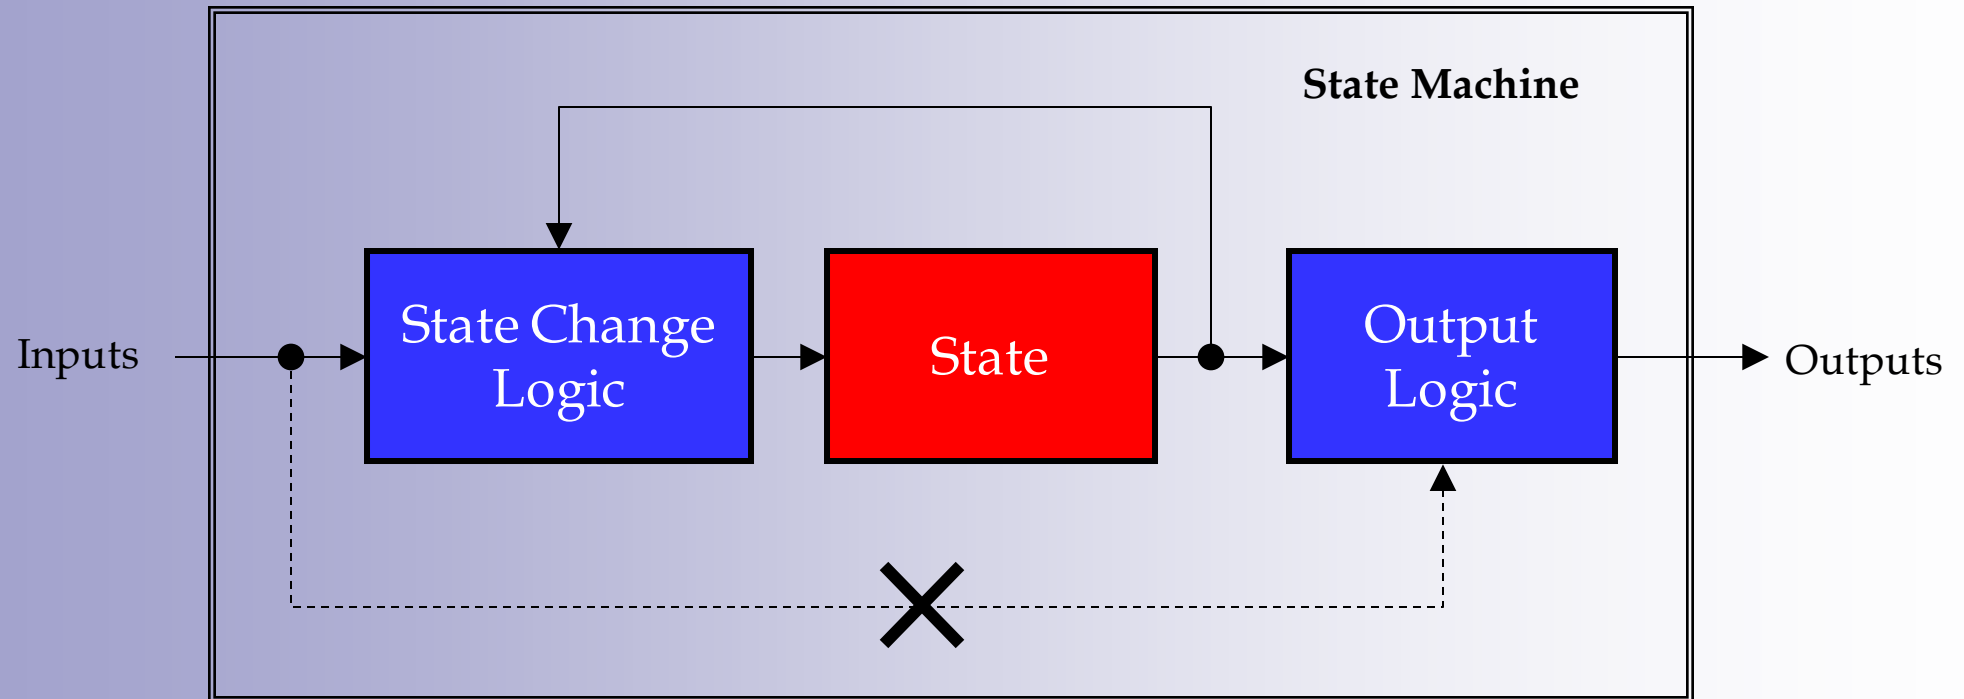 State Machine
Inputs
State Change
Logic
State
Output
Logic
Outputs